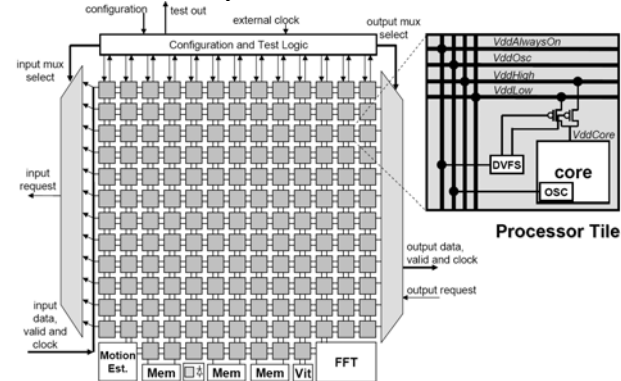 configuration
test out
external clock
output mux
select
Configuration and Test Logic
input mux
select
VddAlwaysOn
VddOsc
VddHigh
VddLow
VddCore
DVFS
core
OSC
Processor Tile
input
request
output data,
valid and clock
output request
input
data,
valid and
clock
Motion
Est.
Mem
Mem
Mem
Vit
FFT